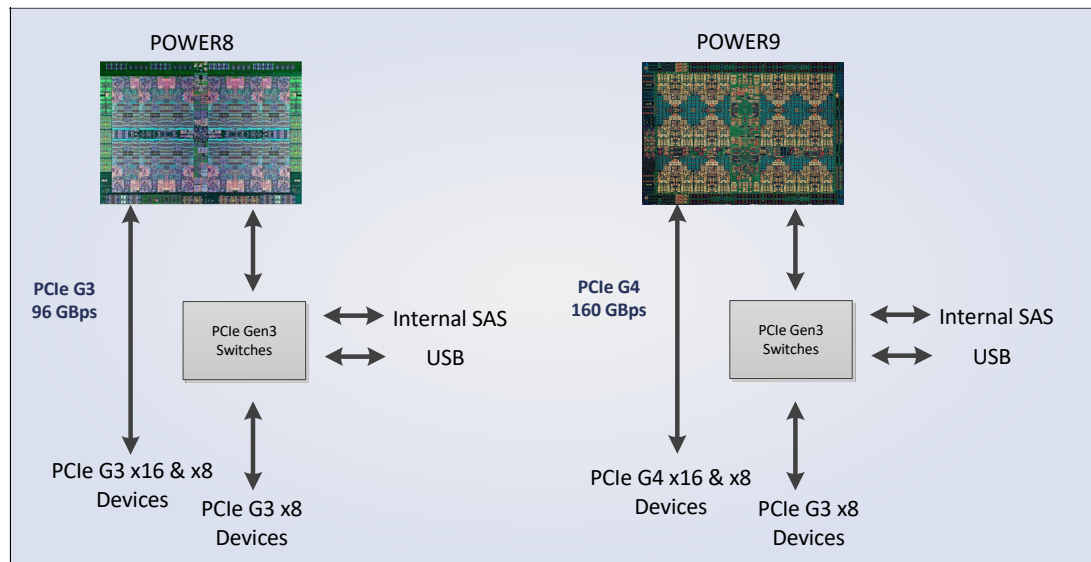 POWER8
PCIe G3
96 GBps
PCIe Gen3
Switches
Internal SAS
USB
PCIe G3 x16 & x8
Devices
PCIe G3 x8
Devices
POWER9
PCIe G4
160 GBps
PCIe Gen3
Switches
Internal SAS
USB
PCIe G4 x16 & x8
Devices
PCIe G3 x8
Devices